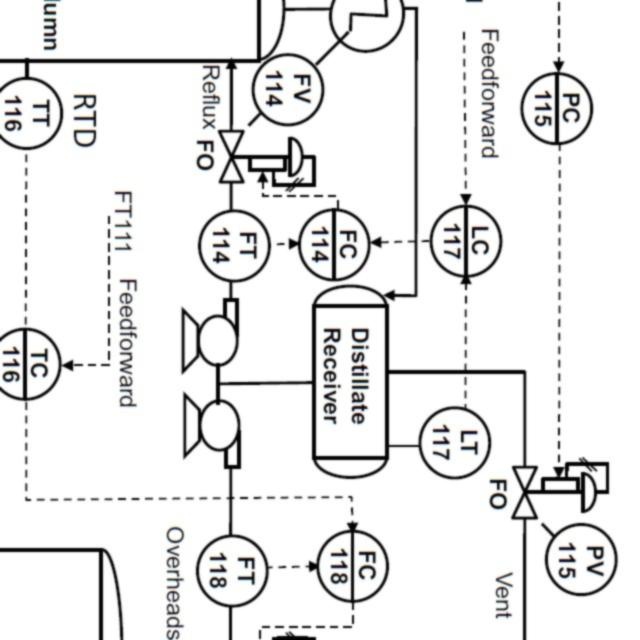 PC
115
PV
115
Vent
FO
Feedforward
LC
117
LT
117
FC
114
Distillate
Receiver
FC
118
FV
114
FT
114
FT
118
Reflux
FO
Overheads
FT111
Feedforward
RTD
TT
116
TC
116
lumn